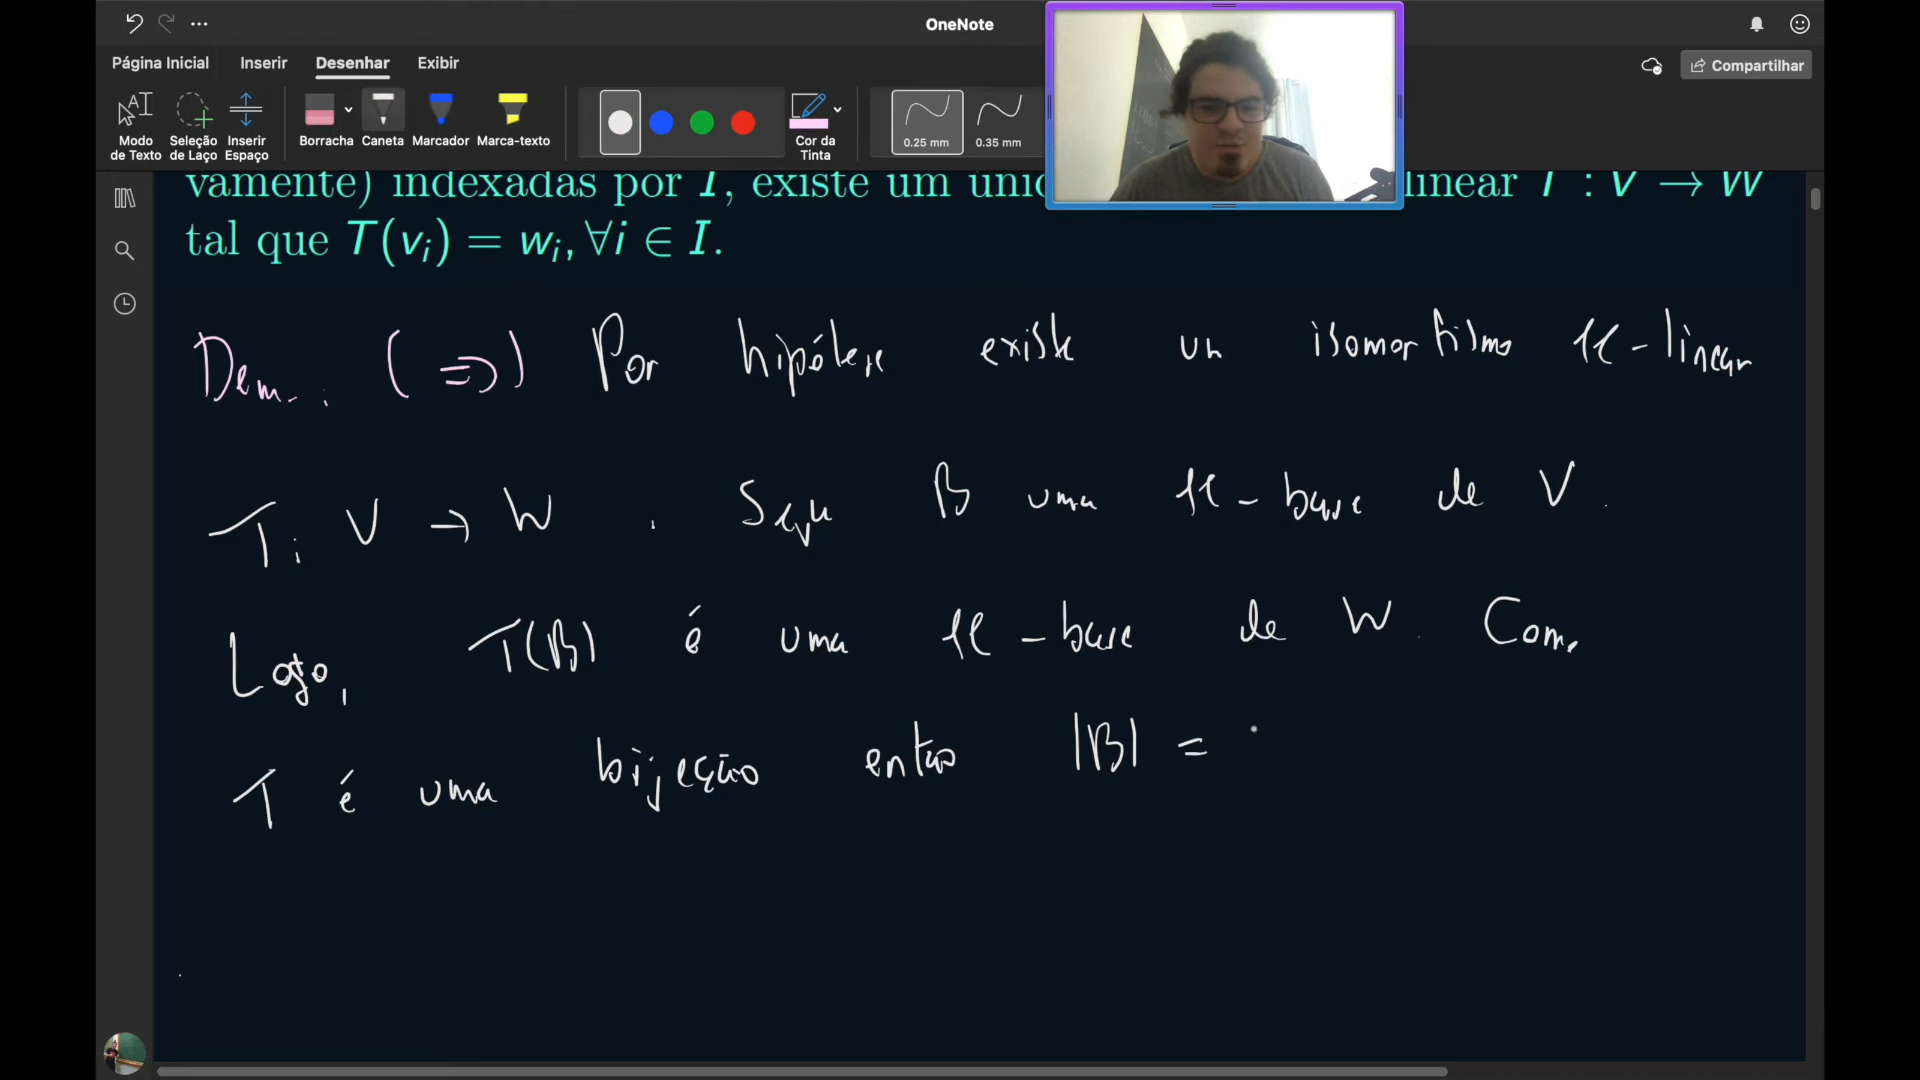 OneNote
Página Inicial Inserir Desenhar Exibir
Compartilhar
Modo de Texto
Seleção de Laço
Inserir Espaço
Borracha
Caneta
Marcador
Marca-texto
Cor da Tinta
0.25 mm
0.35 mm
vamente) indexadas por I, existe um únic linear T : V → W
tal que T(vᵢ) = wᵢ, ∀i ∈ I.
Dem.: (⇒) Por hipótese existe um isomorfismo K-linear
T: V → W. Seja B uma K-base de V.
Logo, T(B) é uma K-base de W. Como
T é uma bijeção então |B| =